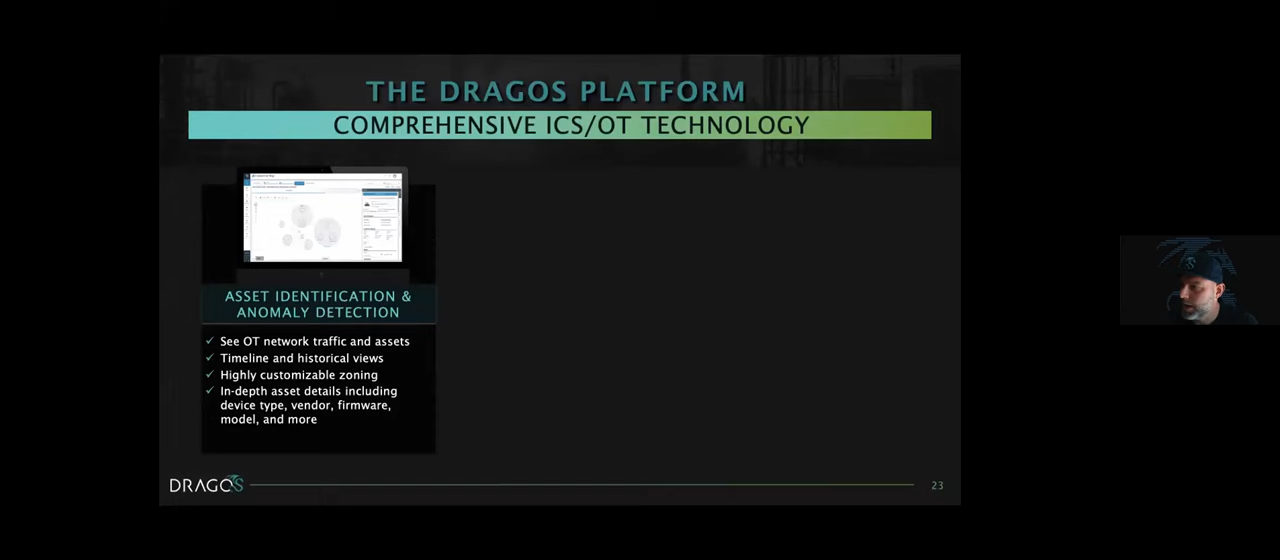 THE DRAGOS PLATFORM
COMPREHENSIVE ICS/OT TECHNOLOGY
ASSET IDENTIFICATION &
ANOMALY DETECTION
✓ See OT network traffic and assets
✓ Timeline and historical views
✓ Highly customizable zoning
✓ In-depth asset details including
device type, vendor, firmware,
model, and more
DRAGOS
23